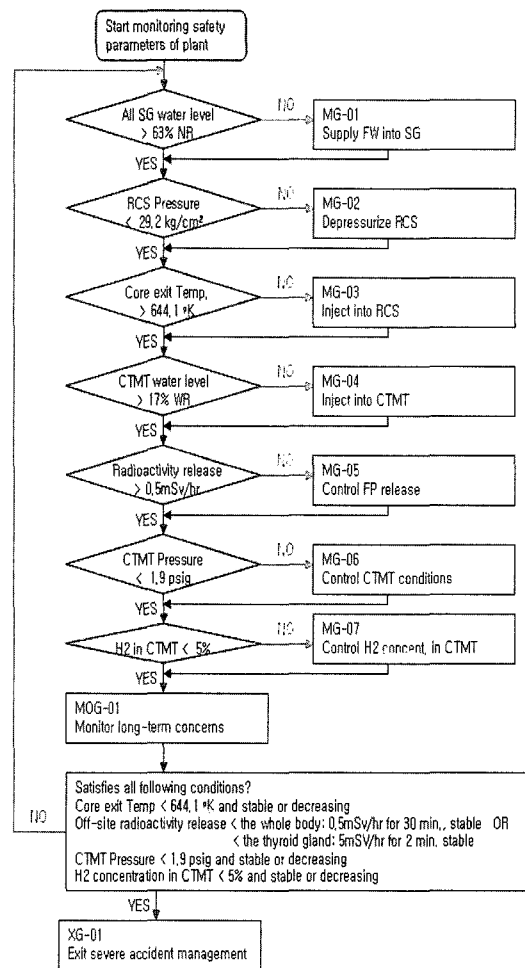 Start monitoring safety
parameters of plant
All SG water level
> 63% NR
NO
MG-01
Supply FW into SG
YES
RCS Pressure
< 29,2 kg/cm²
NO
MG-02
Depressurize RCS
YES
Core exit Temp,
> 644,1 °K
NO
MG-03
Inject into RCS
YES
CTMT water level
> 17% WR
NO
MG-04
Inject into CTMT
YES
Radioactivity release
> 0,5mSv/hr
NO
MG-05
Control FP release
YES
CTMT Pressure
< 1,9 psig
NO
MG-06
Control CTMT conditions
YES
H2 in CTMT < 5%
NO
MG-07
Control H2 concent, in CTMT
YES
MOG-01
Monitor long-term concerns
NO
Satisfies all following conditions?
Core exit Temp < 644,1 °K and stable or decreasing
Off-site radioactivity release < the whole body: 0,5mSv/hr for 30 min,, stable OR
< the thyroid gland: 5mSV/hr for 2 min, stable
CTMT Pressure < 1,9 psig and stable or decreasing
H2 concentration in CTMT < 5% and stable or decreasing
YES
XG-01
Exit severe accident management